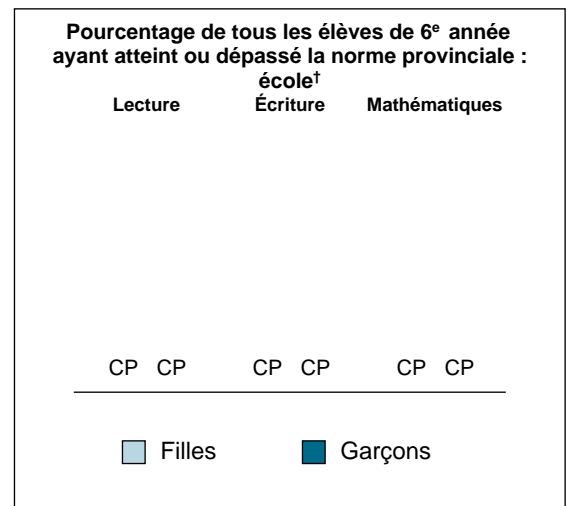 Pourcentage de tous les élèves de 6e année
ayant atteint ou dépassé la norme provinciale :
école†
Lecture Écriture Mathématiques
CP CP CP CP CP CP
Filles Garçons